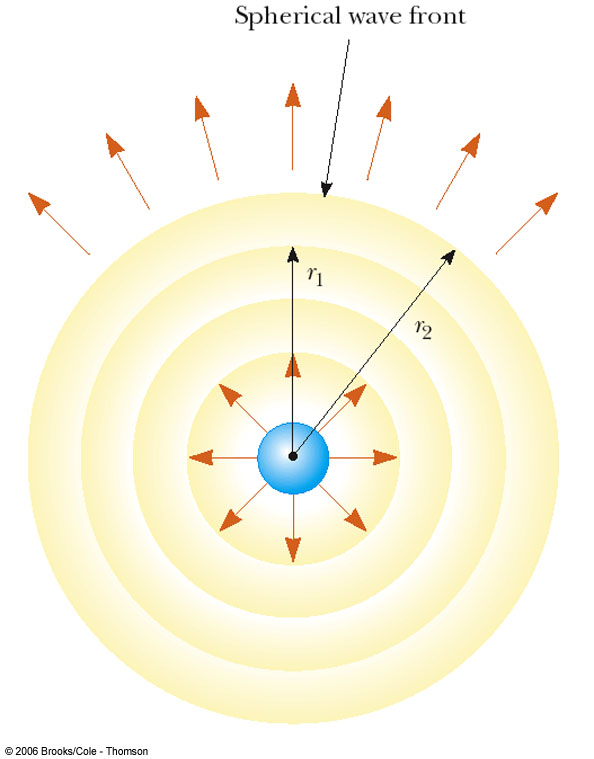 Spherical wave front
r1
r2
© 2006 Brooks/Cole - Thomson